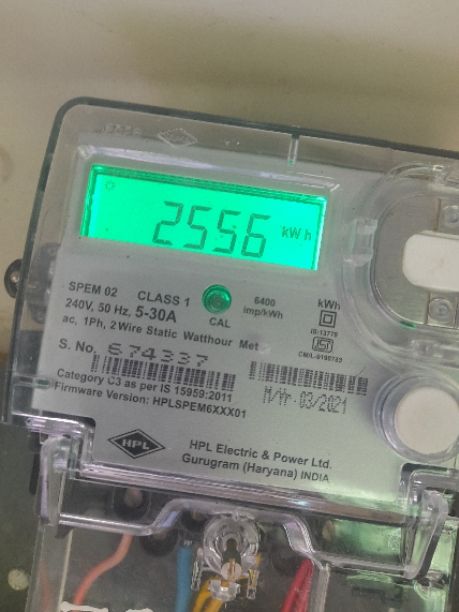 2556 kWh
SPEM 02 CLASS 1 6400 kWh
240V, 50 Hz, 5-30A CAL imp/kWh
ac, 1Ph, 2 Wire Static Watthour Met
IS:13779
S. No. 674337
Category C3 as per IS 15959:2011
M/Yr. 03/2021
Firmware Version: HPLSPEM6XXX01
HPL
HPL Electric & Power Ltd.
Gurugram (Haryana) INDIA